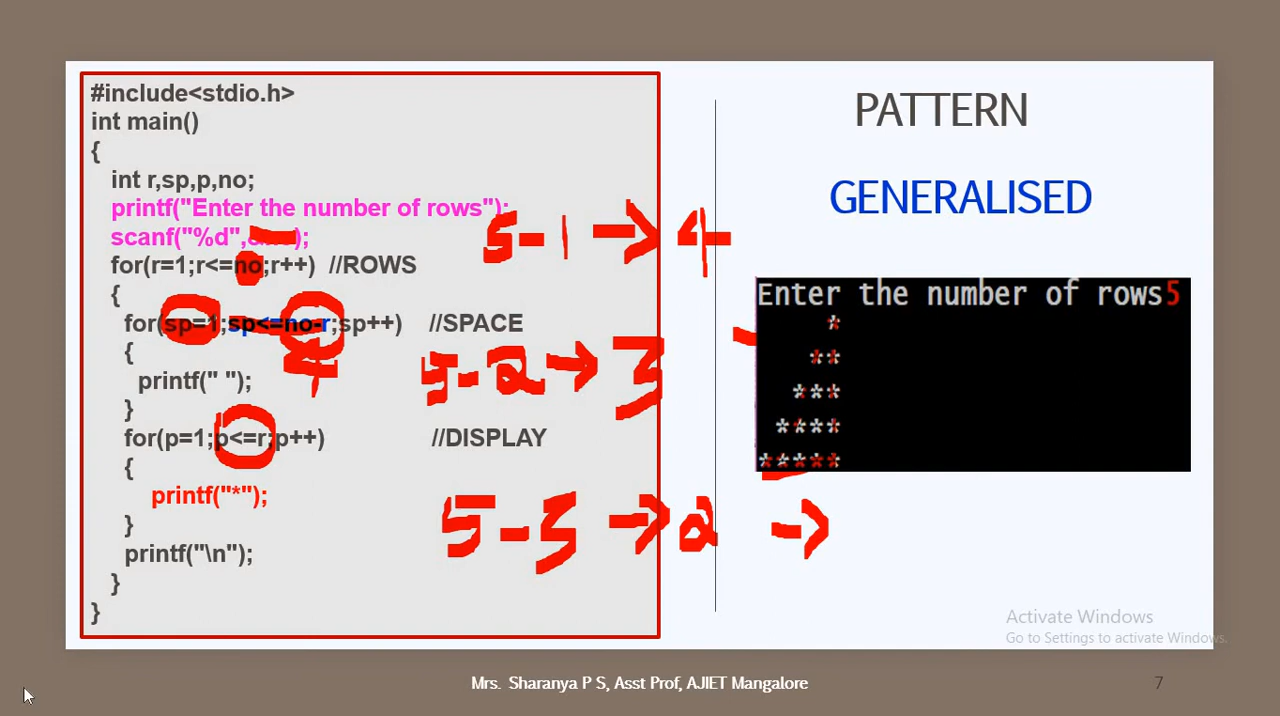 #include<stdio.h>
int main()
{
int r,sp,p,no;
printf("Enter the number of rows");
scanf("%d",&no);
for(r=1;r<=no;r++) //ROWS
{
for(sp=1;sp<=no-r;sp++) //SPACE
{
printf(" ");
}
for(p=1;p<=r;p++) //DISPLAY
{
printf("*");
}
printf("\n");
}
}
5-1→4
4
5-2→3
5-3→2 →
PATTERN
GENERALISED
Enter the number of rows5
*
**
***
****
*****
Activate Windows
Go to Settings to activate Windows.
Mrs. Sharanya P S, Asst Prof, AJIET Mangalore
7